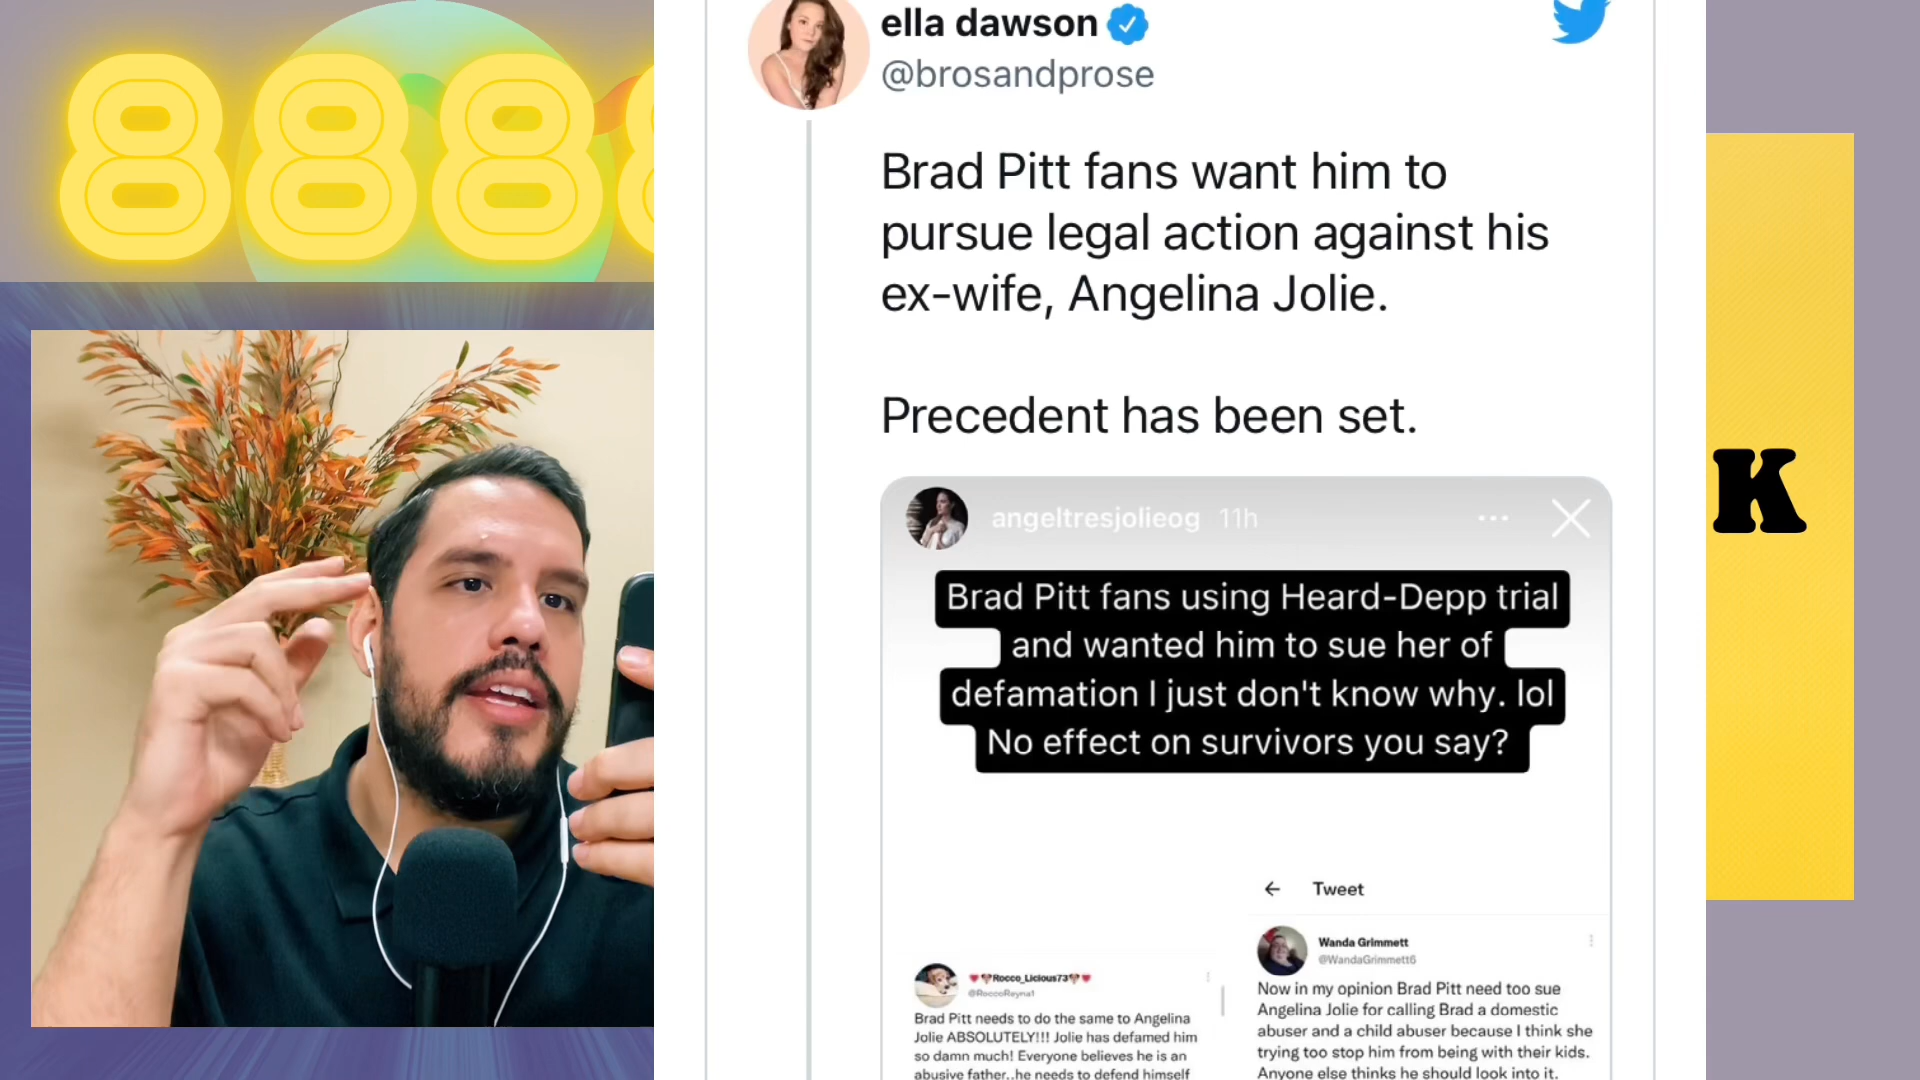 8888
ella dawson
@brosandprose
Brad Pitt fans want him to
pursue legal action against his
ex-wife, Angelina Jolie.
Precedent has been set.
angeltresjolieog 11h
Brad Pitt fans using Heard-Depp trial
and wanted him to sue her of
defamation I just don't know why. lol
No effect on survivors you say?
Rocco_Licious73
@RoccoReyna1
Brad Pitt needs to do the same to Angelina
Jolie ABSOLUTELY!!! Jolie has defamed him
so damn much! Everyone believes he is an
abusive father..he needs to defend himself
Tweet
Wanda Grimmett
@WandaGrimmett6
Now in my opinion Brad Pitt need too sue
Angelina Jolie for calling Brad a domestic
abuser and a child abuser because I think she
trying too stop him from being with their kids.
Anyone else thinks he should look into it.
K